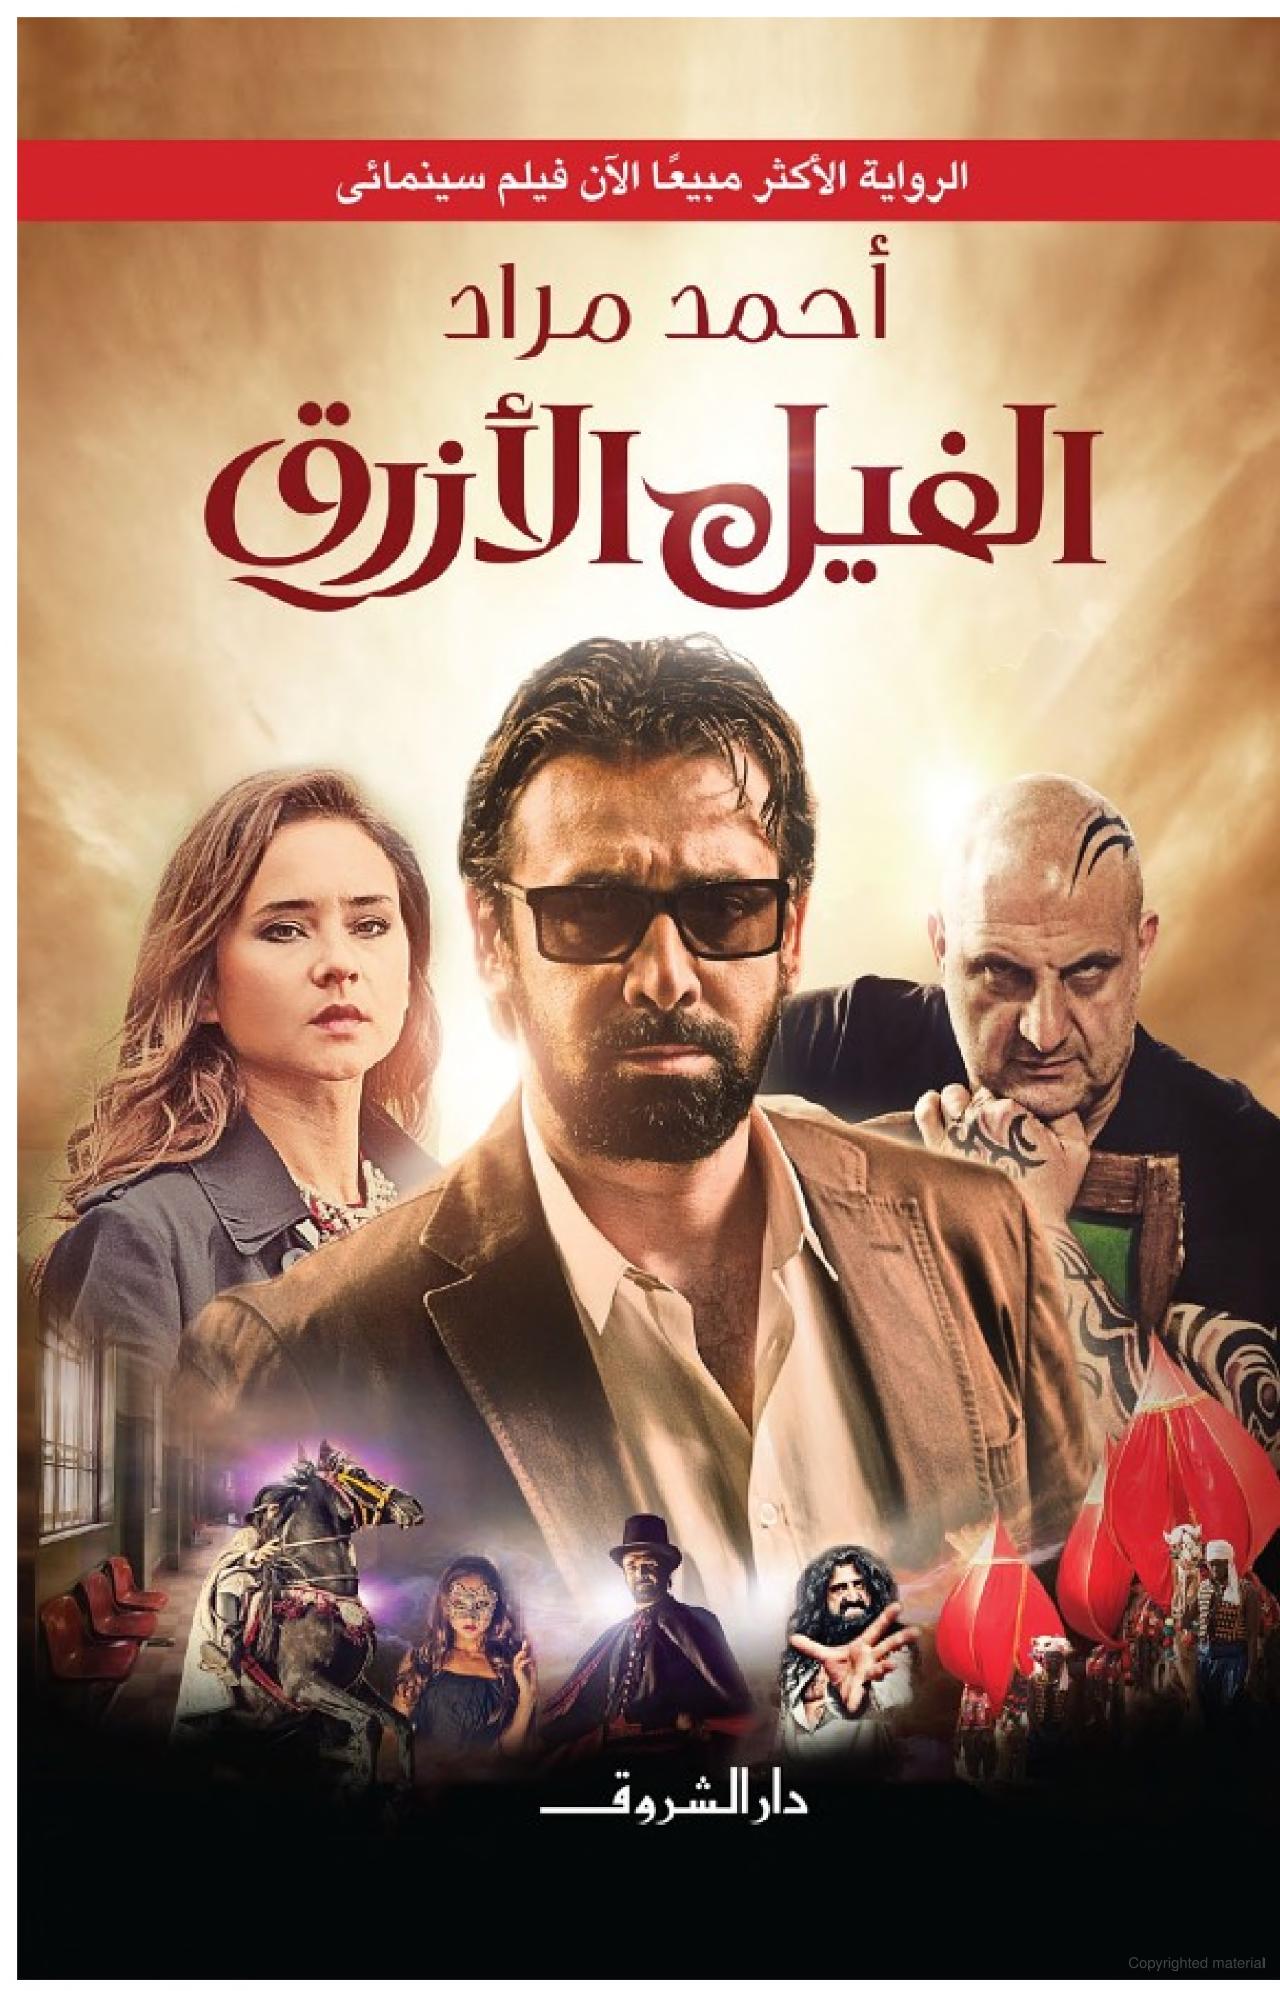 الرواية الأكثر مبيعًا الآن فيلم سينمائى
أحمد مراد
الفيل الأزرق
دار الشروق
Copyrighted material